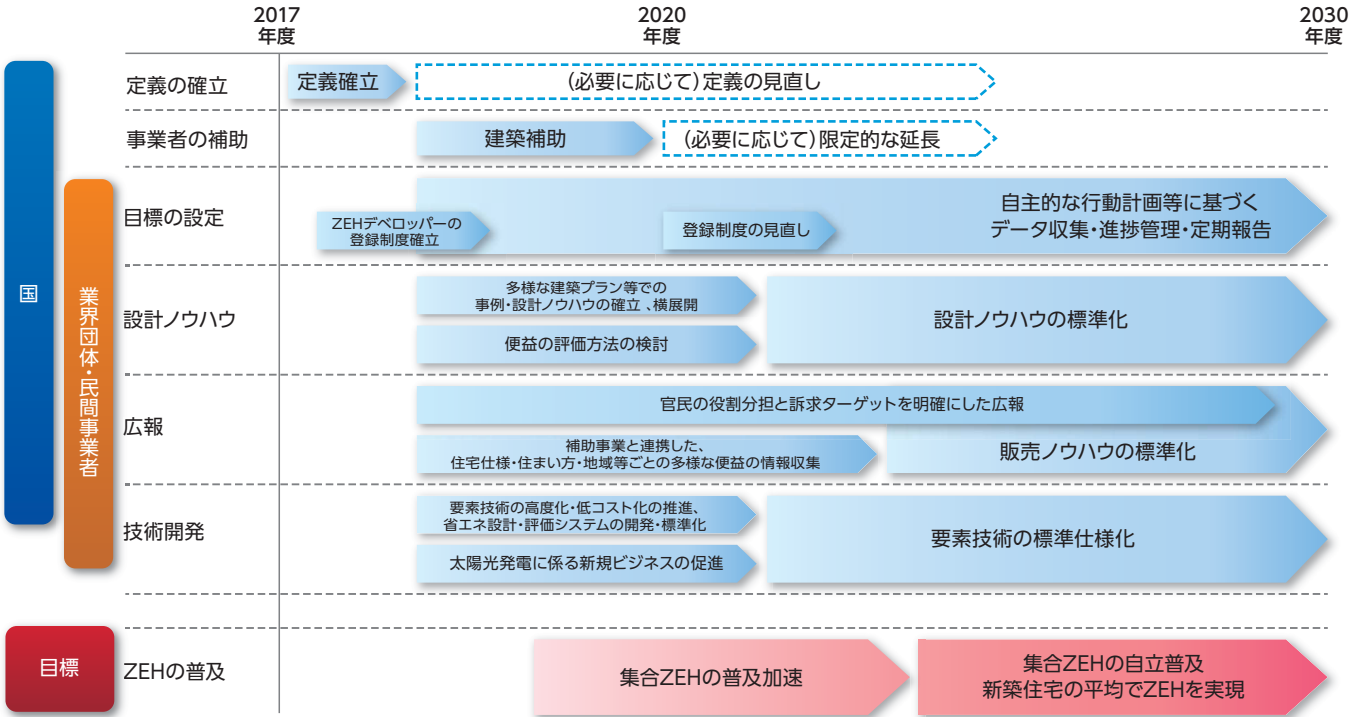 2017
年度
2020
年度
2030
年度
国
業界団体・民間事業者
定義の確立
定義確立
(必要に応じて)定義の見直し
事業者の補助
建築補助
(必要に応じて)限定的な延長
目標の設定
ZEHデベロッパーの
登録制度確立
登録制度の見直し
自主的な行動計画等に基づく
データ収集・進捗管理・定期報告
設計ノウハウ
多様な建築プラン等での
事例・設計ノウハウの確立、横展開
便益の評価方法の検討
設計ノウハウの標準化
広報
官民の役割分担と訴求ターゲットを明確にした広報
補助事業と連携した、
住宅仕様・住まい方・地域等ごとの多様な便益の情報収集
販売ノウハウの標準化
技術開発
要素技術の高度化・低コスト化の推進、
省エネ設計・評価システムの開発・標準化
太陽光発電に係る新規ビジネスの促進
要素技術の標準仕様化
目標
ZEHの普及
集合ZEHの普及加速
集合ZEHの自立普及
新築住宅の平均でZEHを実現